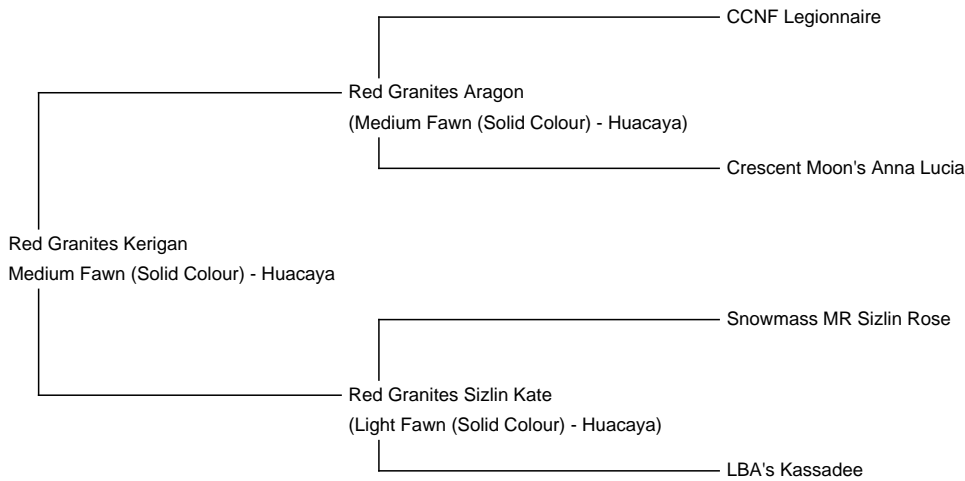 CCNF Legionnaire
Red Granites Aragon
(Medium Fawn (Solid Colour) - Huacaya)
Crescent Moon's Anna Lucia
Red Granites Kerigan
Medium Fawn (Solid Colour) - Huacaya
Snowmass MR Sizlin Rose
Red Granites Sizlin Kate
(Light Fawn (Solid Colour) - Huacaya)
LBA's Kassadee